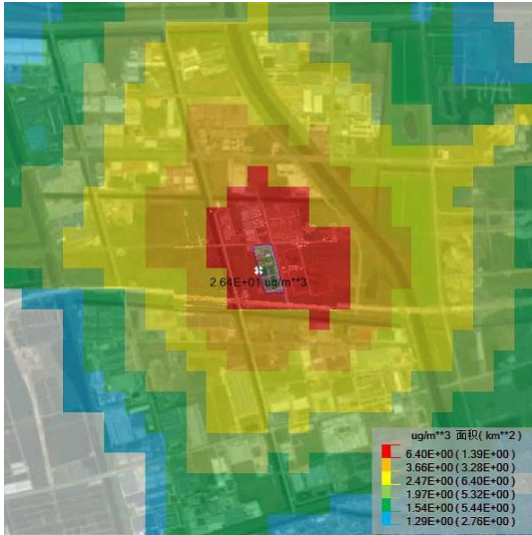 2.64E+01 ug/m**3
ug/m**3 面积( km**2)
6.40E+00 ( 1.39E+00)
3.66E+00 ( 3.28E+00)
2.47E+00 ( 6.40E+00)
1.97E+00 ( 5.32E+00)
1.54E+00 ( 5.44E+00)
1.29E+00 ( 2.76E+00)